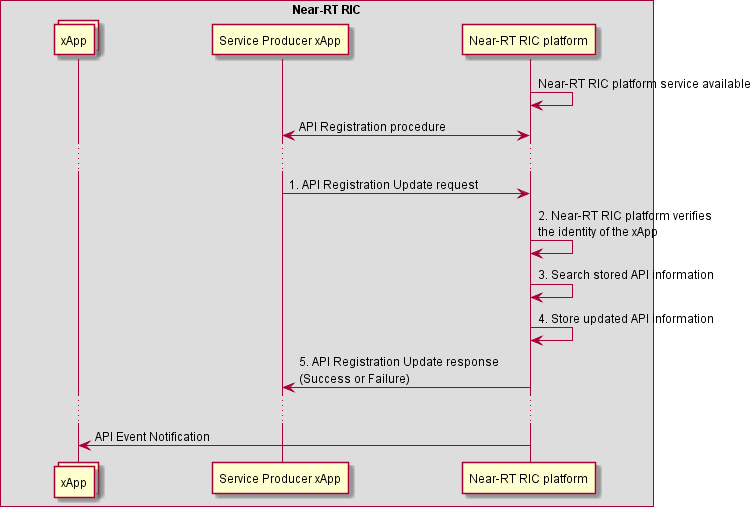 Near-RT RIC
xApp
Service Producer xApp
Near-RT RIC platform
Near-RT RIC platform service available
API Registration procedure
1. API Registration Update request
2. Near-RT RIC platform verifies
the identity of the xApp
3. Search stored API information
4. Store updated API information
5. API Registration Update response
(Success or Failure)
API Event Notification
xApp
Service Producer xApp
Near-RT RIC platform